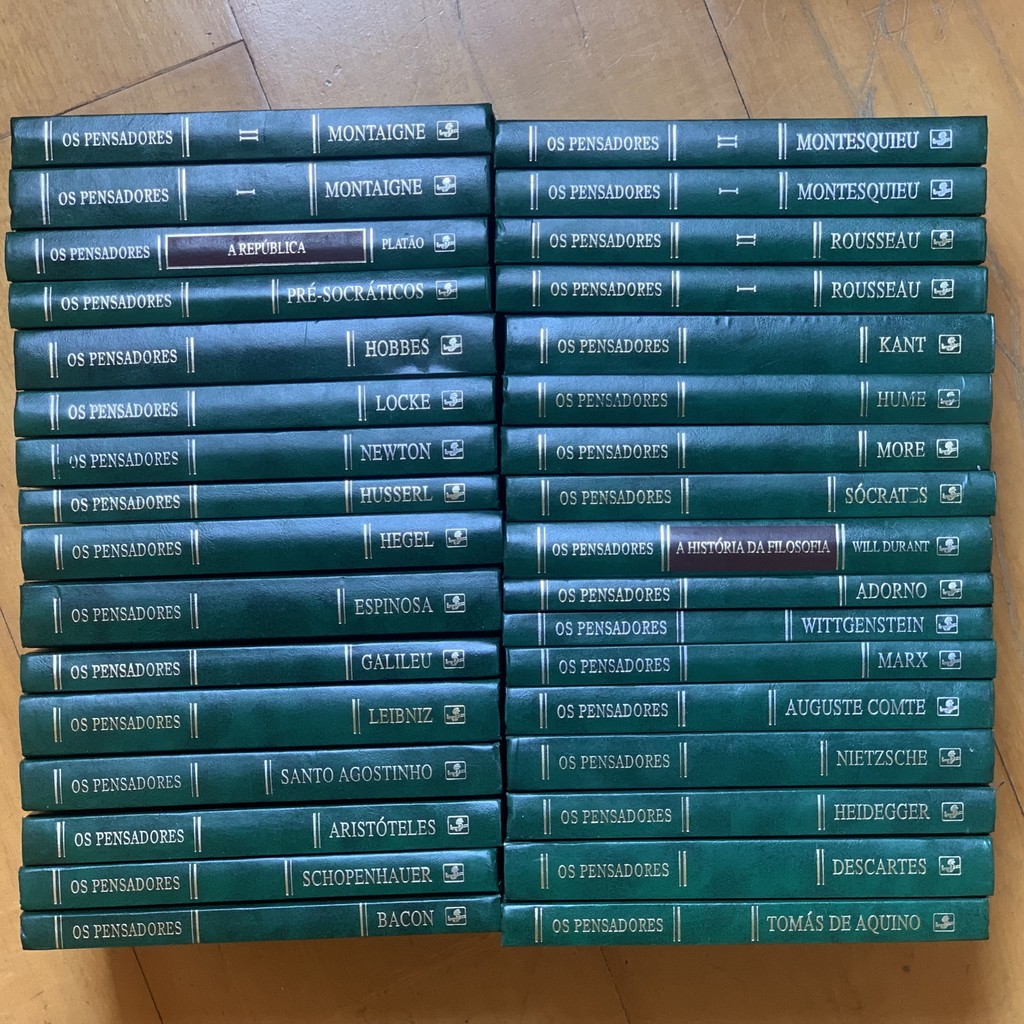 OS PENSADORES II MONTAIGNE
OS PENSADORES I MONTAIGNE
OS PENSADORES A REPÚBLICA PLATÃO
OS PENSADORES PRÉ-SOCRÁTICOS
OS PENSADORES HOBBES
OS PENSADORES LOCKE
OS PENSADORES NEWTON
OS PENSADORES HUSSERL
OS PENSADORES HEGEL
OS PENSADORES ESPINOSA
OS PENSADORES GALILEU
OS PENSADORES LEIBNIZ
OS PENSADORES SANTO AGOSTINHO
OS PENSADORES ARISTÓTELES
OS PENSADORES SCHOPENHAUER
OS PENSADORES BACON
OS PENSADORES II MONTESQUIEU
OS PENSADORES I MONTESQUIEU
OS PENSADORES II ROUSSEAU
OS PENSADORES I ROUSSEAU
OS PENSADORES KANT
OS PENSADORES HUME
OS PENSADORES MORE
OS PENSADORES SÓCRATES
OS PENSADORES A HISTÓRIA DA FILOSOFIA WILL DURANT
OS PENSADORES ADORNO
OS PENSADORES WITTGENSTEIN
OS PENSADORES MARX
OS PENSADORES AUGUSTE COMTE
OS PENSADORES NIETZSCHE
OS PENSADORES HEIDEGGER
OS PENSADORES DESCARTES
OS PENSADORES TOMÁS DE AQUINO